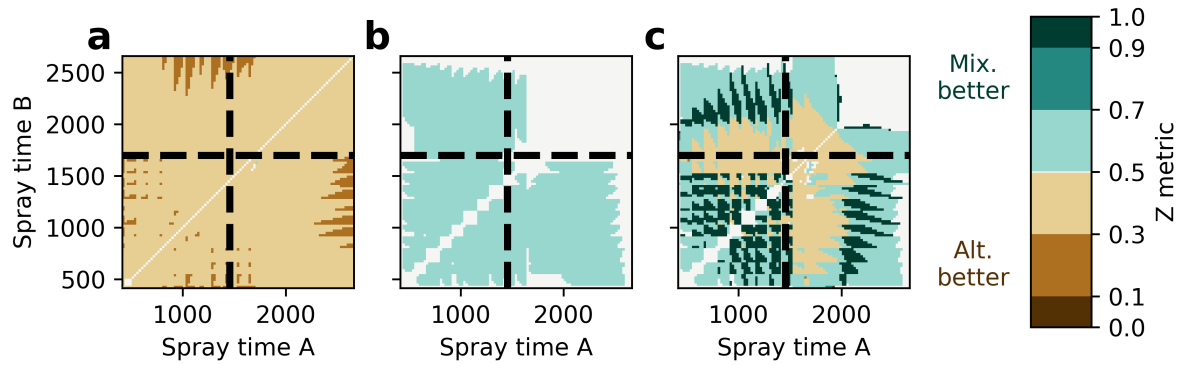 a
b
c
2500
2000
1500
1000
500
Spray time B
1000
2000
Spray time A
1000
2000
Spray time A
1000
2000
Spray time A
Mix.
better
Alt.
better
1.0
0.9
0.7
0.5
0.3
0.1
0.0
Z metric